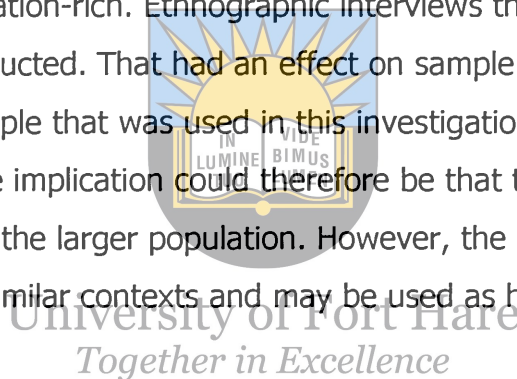 ation-rich. Ethnographic interviews th
ucted. That had an effect on sample
ple that was used in this investigatio
IN VIDE
LUMINE BIMUS
e implication could therefore be that t
the larger population. However, the
milar contexts and may be used as h
University of Fort Hare
Together in Excellence